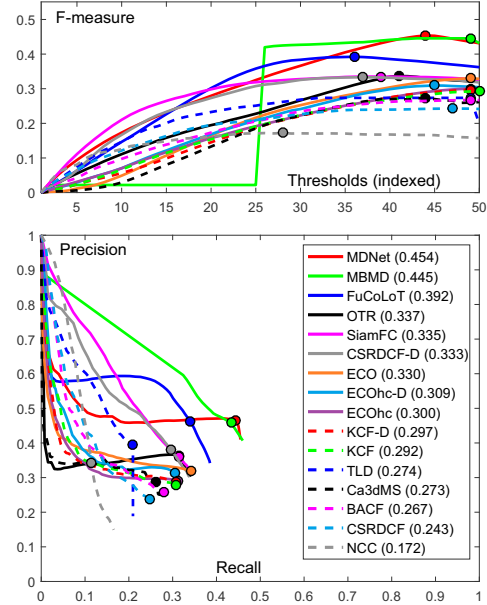 F-measure
0.5
0.4
0.3
0.2
0.1
0
5 10 15 20 25 30 35 40 45 50
Thresholds (indexed)
Precision
1
0.9
0.8
0.7
0.6
0.5
0.4
0.3
0.2
0.1
0
MDNet (0.454)
MBMD (0.445)
FuCoLoT (0.392)
OTR (0.337)
SiamFC (0.335)
CSRDCF-D (0.333)
ECO (0.330)
ECOhc-D (0.309)
ECOhc (0.300)
KCF-D (0.297)
KCF (0.292)
TLD (0.274)
Ca3dMS (0.273)
BACF (0.267)
CSRDCF (0.243)
NCC (0.172)
Recall
0 0.1 0.2 0.3 0.4 0.5 0.6 0.7 0.8 0.9 1